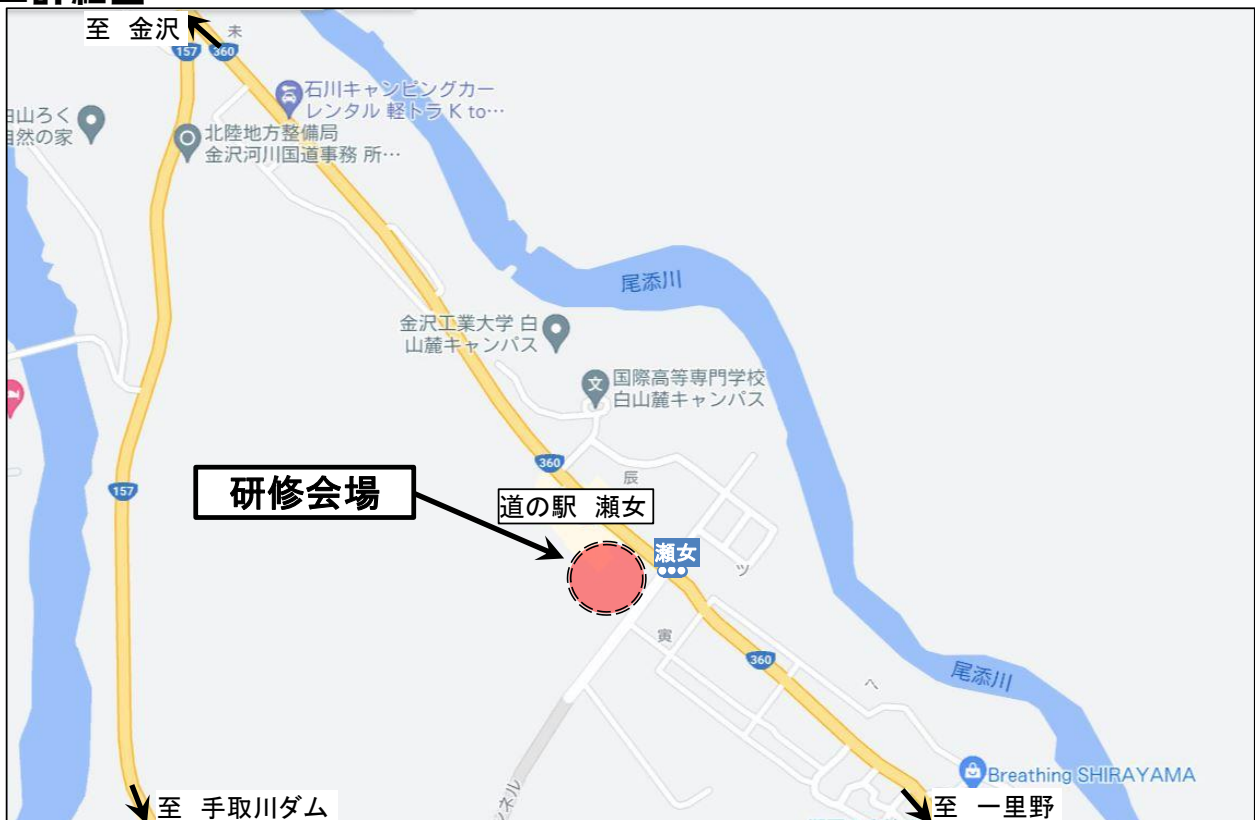 至 金沢
未
157
360
石川キャンピングカー
レンタル 軽トラ K to…
白山ろく
自然の家
北陸地方整備局
金沢河川国道事務 所…
尾添川
金沢工業大学 白
山麓キャンパス
国際高等専門学校
白山麓キャンパス
文
360
辰
157
研修会場
道の駅 瀬女
瀬女
ツ
寅
360
尾添川
へ
Breathing SHIRAYAMA
ンネル
至 手取川ダム
至 一里野